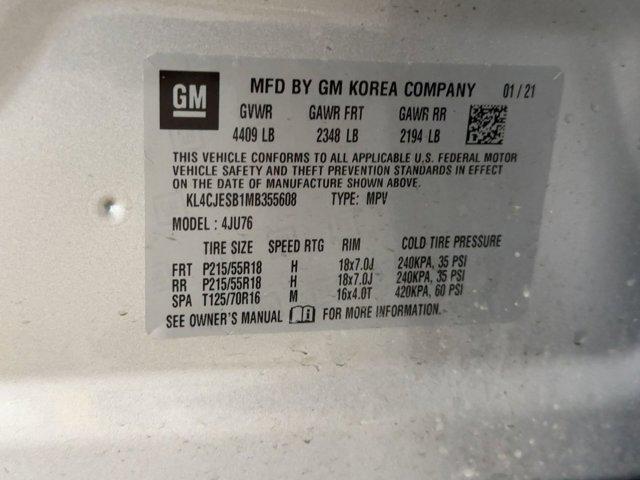 GM MFD BY GM KOREA COMPANY 01 / 21
GVWR GAWR FRT GAWR RR
4409 LB 2348 LB 2194 LB
THIS VEHICLE CONFORMS TO ALL APPLICABLE U.S. FEDERAL MOTOR
VEHICLE SAFETY AND THEFT PREVENTION STANDARDS IN EFFECT
ON THE DATE OF MANUFACTURE SHOWN ABOVE.
KL4CJESB1MB355608 TYPE: MPV
MODEL : 4JU76
TIRE SIZE SPEED RTG RIM COLD TIRE PRESSURE
FRT P215/55R18 H 18x7.0J 240KPA, 35 PSI
RR P215/55R18 H 18x7.0J 240KPA, 35 PSI
SPA T125/70R16 M 16x4.0T 420KPA, 60 PSI
SEE OWNER'S MANUAL FOR MORE INFORMATION.